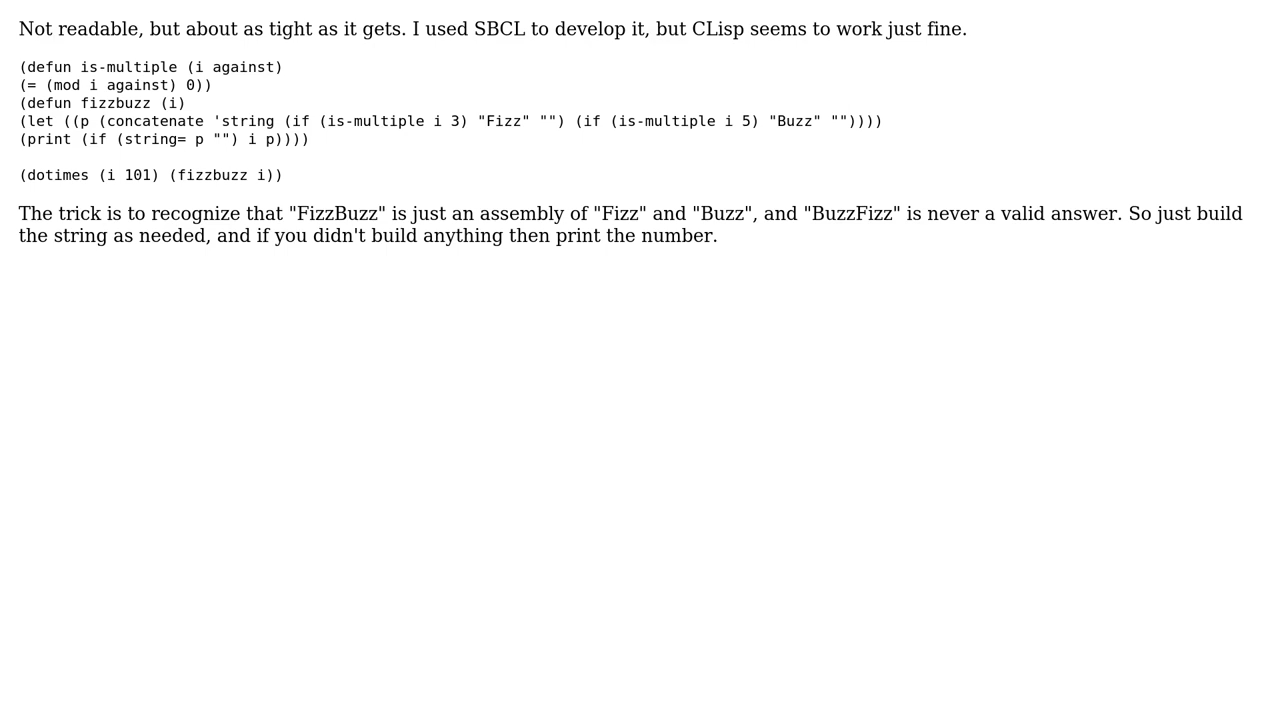 Not readable, but about as tight as it gets. I used SBCL to develop it, but CLisp seems to work just fine.
(defun is-multiple (i against)
(= (mod i against) 0))
(defun fizzbuzz (i)
(let ((p (concatenate 'string (if (is-multiple i 3) "Fizz" "") (if (is-multiple i 5) "Buzz" ""))))
(print (if (string= p "") i p))))
(dotimes (i 101) (fizzbuzz i))
The trick is to recognize that "FizzBuzz" is just an assembly of "Fizz" and "Buzz", and "BuzzFizz" is never a valid answer. So just build
the string as needed, and if you didn't build anything then print the number.